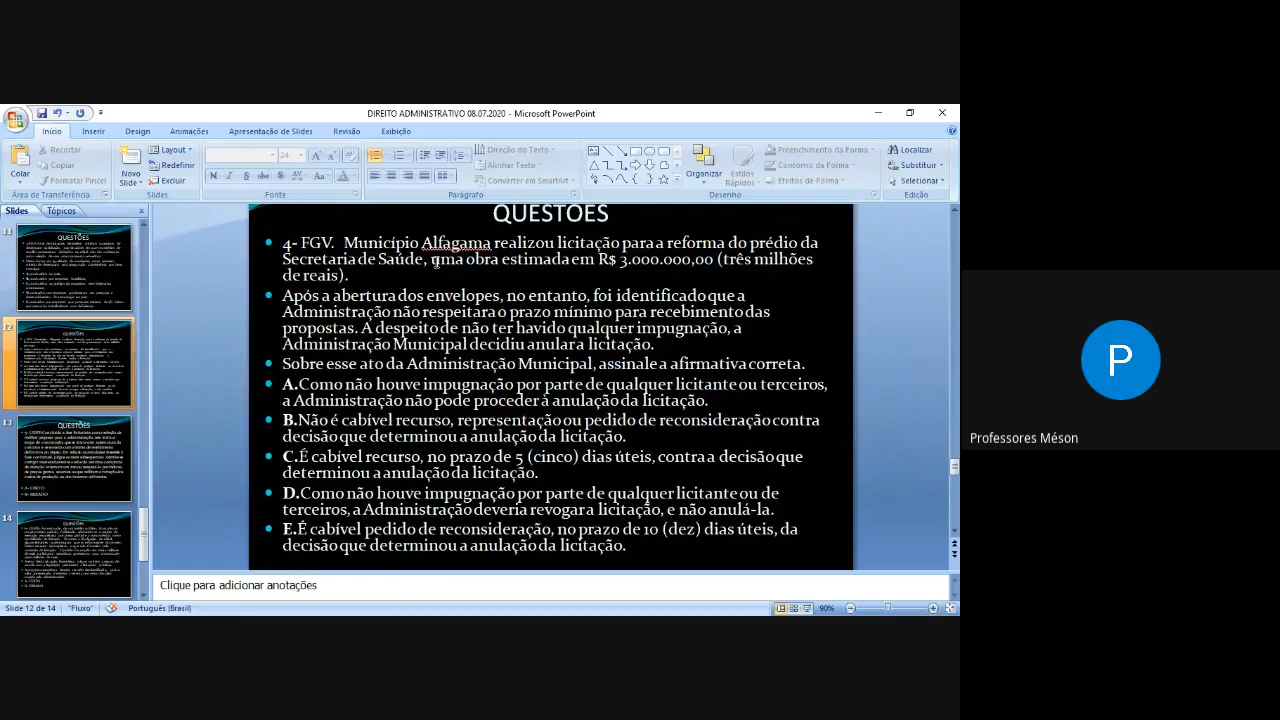 DIREITO ADMINISTRATIVO 08.07.2020 - Microsoft PowerPoint
Início Inserir Design Animações Apresentação de Slides Revisão Exibição
Colar
Recortar
Copiar
Formatar Pincel
Área de Transferência
Novo
Slide
Layout
Redefinir
Excluir
Slides
24
Fonte
Direção do Texto
Alinhar Texto
Converter em SmartArt
Parágrafo
Organizar
Estilos
Rápidos
Preenchimento da Forma
Contorno da Forma
Efeitos de Forma
Desenho
Localizar
Substituir
Selecionar
Edição
Slides Tópicos
11
12
13
14
QUESTÕES
4- FGV. Município Alfagama realizou licitação para a reforma do prédio da
Secretaria de Saúde, uma obra estimada em R$ 3.000.000,00 (três milhões
de reais).
Após a abertura dos envelopes, no entanto, foi identificado que a
Administração não respeitara o prazo mínimo para recebimento das
propostas. A despeito de não ter havido qualquer impugnação, a
Administração Municipal decidiu anular a licitação.
Sobre esse ato da Administração Municipal, assinale a afirmativa correta.
A.Como não houve impugnação por parte de qualquer licitante ou terceiros,
a Administração não pode proceder à anulação da licitação.
B.Não é cabível recurso, representação ou pedido de reconsideração contra
decisão que determinou a anulação da licitação.
C.É cabível recurso, no prazo de 5 (cinco) dias úteis, contra a decisão que
determinou a anulação da licitação.
D.Como não houve impugnação por parte de qualquer licitante ou de
terceiros, a Administração deveria revogar a licitação, e não anulá-la.
E.É cabível pedido de reconsideração, no prazo de 10 (dez) dias úteis, da
decisão que determinou a anulação da licitação.
Clique para adicionar anotações
Slide 12 de 14 "Fluxo" Português (Brasil) 90%
P
Professores Méson